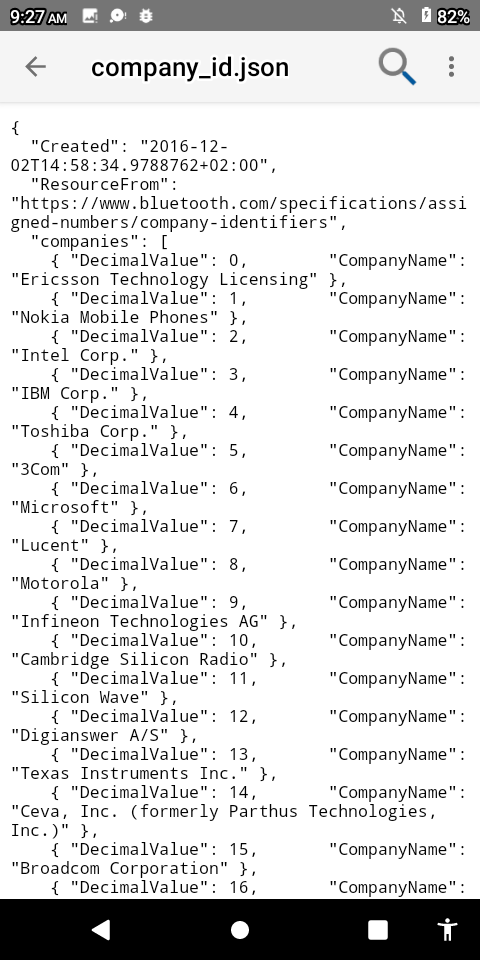 9:27 AM 82%
company_id.json
{
  "Created": "2016-12-
02T14:58:34.9788762+02:00",
  "ResourceFrom":
"https://www.bluetooth.com/specifications/assi
gned-numbers/company-identifiers",
  "companies": [
    { "DecimalValue": 0,        "CompanyName":
"Ericsson Technology Licensing" },
    { "DecimalValue": 1,        "CompanyName":
"Nokia Mobile Phones" },
    { "DecimalValue": 2,        "CompanyName":
"Intel Corp." },
    { "DecimalValue": 3,        "CompanyName":
"IBM Corp." },
    { "DecimalValue": 4,        "CompanyName":
"Toshiba Corp." },
    { "DecimalValue": 5,        "CompanyName":
"3Com" },
    { "DecimalValue": 6,        "CompanyName":
"Microsoft" },
    { "DecimalValue": 7,        "CompanyName":
"Lucent" },
    { "DecimalValue": 8,        "CompanyName":
"Motorola" },
    { "DecimalValue": 9,        "CompanyName":
"Infineon Technologies AG" },
    { "DecimalValue": 10,       "CompanyName":
"Cambridge Silicon Radio" },
    { "DecimalValue": 11,       "CompanyName":
"Silicon Wave" },
    { "DecimalValue": 12,       "CompanyName":
"Digianswer A/S" },
    { "DecimalValue": 13,       "CompanyName":
"Texas Instruments Inc." },
    { "DecimalValue": 14,       "CompanyName":
"Ceva, Inc. (formerly Parthus Technologies,
Inc.)" },
    { "DecimalValue": 15,       "CompanyName":
"Broadcom Corporation" },
    { "DecimalValue": 16,       "CompanyName":